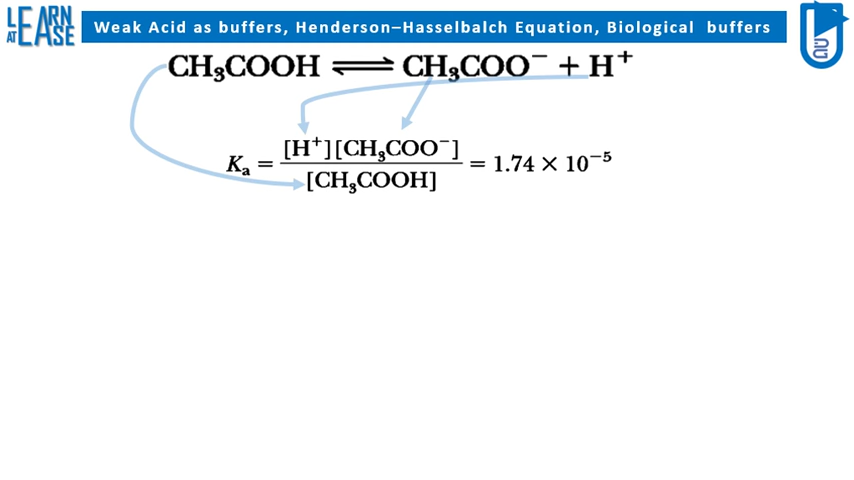 LEARN
AT EASE
Weak Acid as buffers, Henderson–Hasselbalch Equation, Biological buffers
CH₃COOH ⇌ CH₃COO⁻ + H⁺
Kₐ = [H⁺][CH₃COO⁻] / [CH₃COOH] = 1.74 × 10⁻⁵